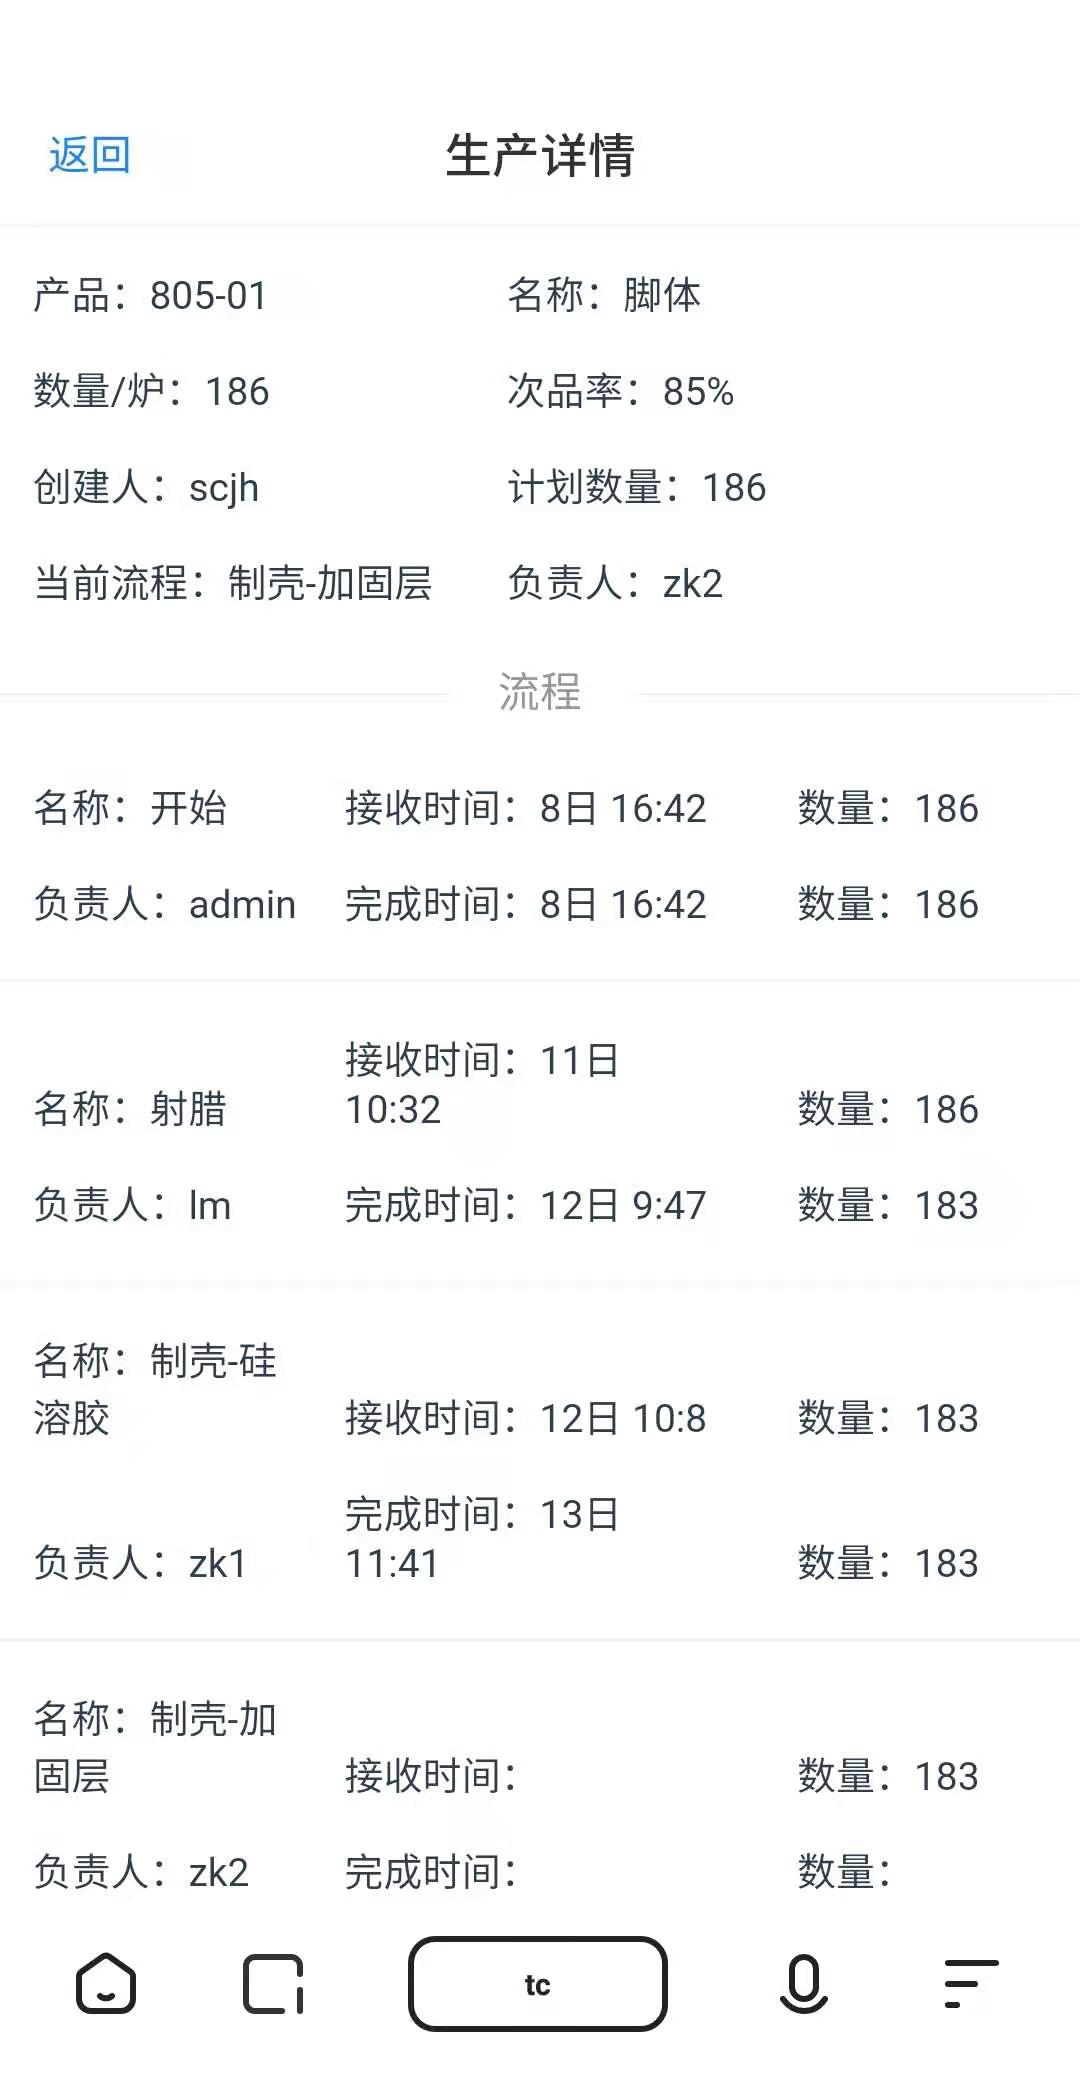 返回
生产详情
产品：805-01
名称：脚体
数量/炉：186
次品率：85%
创建人：scjh
计划数量：186
当前流程：制壳-加固层
负责人：zk2
流程
名称：开始
接收时间：8日 16:42
数量：186
负责人：admin
完成时间：8日 16:42
数量：186
名称：射腊
接收时间：11日
10:32
数量：186
负责人：lm
完成时间：12日 9:47
数量：183
名称：制壳-硅
溶胶
接收时间：12日 10:8
数量：183
负责人：zk1
完成时间：13日
11:41
数量：183
名称：制壳-加
固层
接收时间：
数量：183
负责人：zk2
完成时间：
数量：
tc